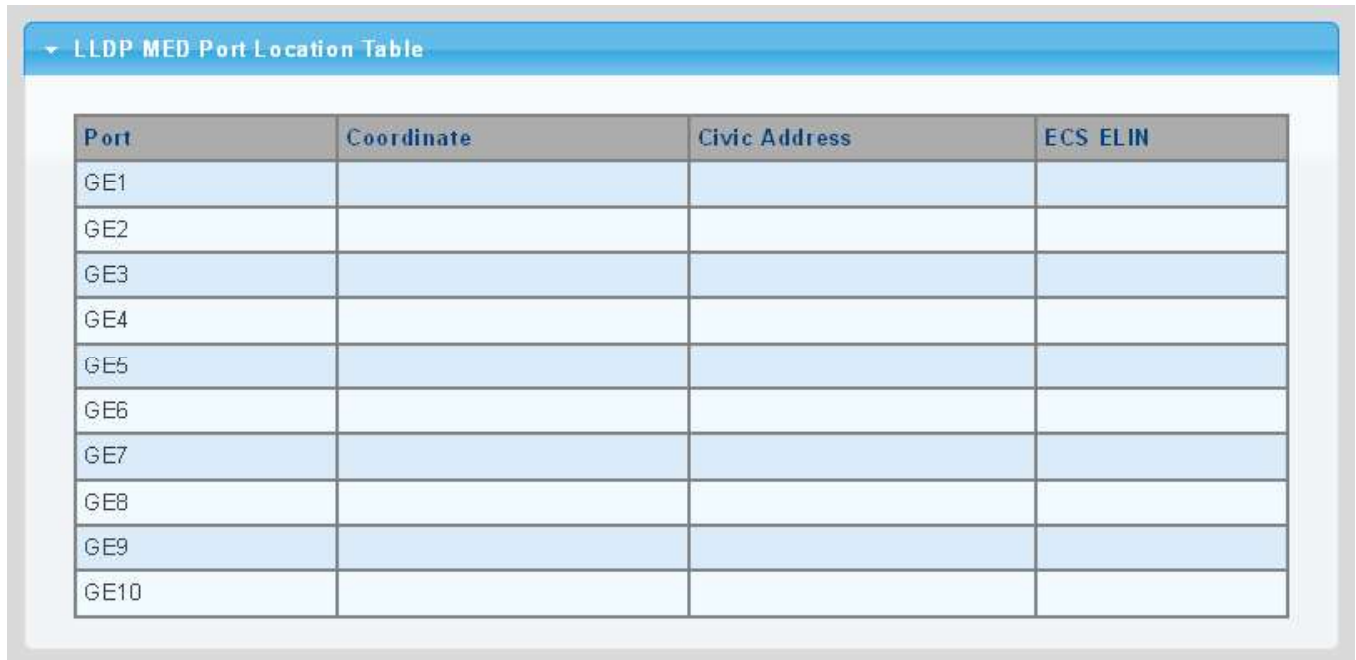 LLDP MED Port Location Table
Port Coordinate Civic Address ECS ELIN
GE1
GE2
GE3
GE4
GE5
GE6
GE7
GE8
GE9
GE10